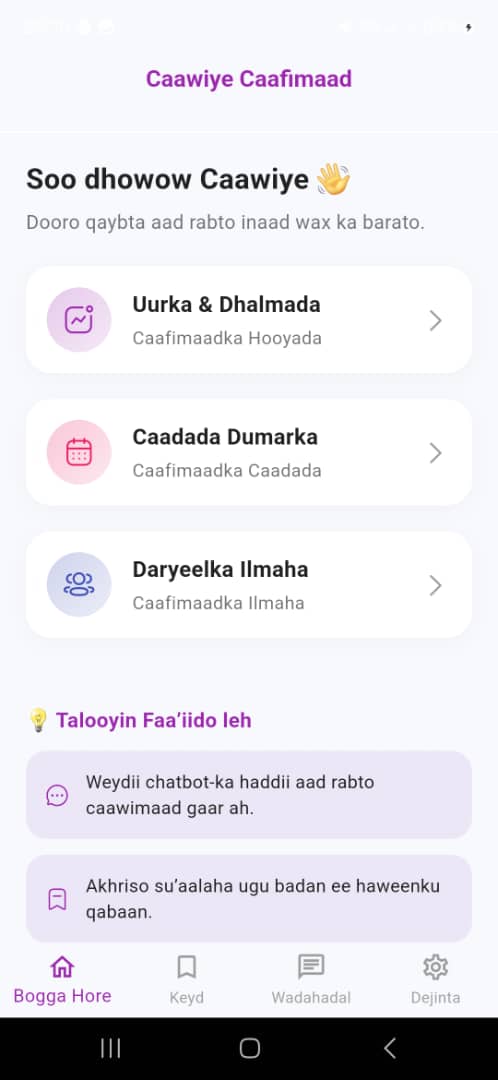 Caawiye Caafimaad
Soo dhowow Caawiye 👋
Dooro qaybta aad rabto inaad wax ka barato.
Uurka & Dhalmada
Caafimaadka Hooyada
Caadada Dumarka
Caafimaadka Caadada
Daryeelka Ilmaha
Caafimaadka Ilmaha
💡 Talooyin Faa’iido leh
Weydii chatbot-ka haddii aad rabto
caawimaad gaar ah.
Akhriso su’aalaha ugu badan ee haweenku
qabaan.
Bogga Hore
Keyd
Wadahadal
Dejinta